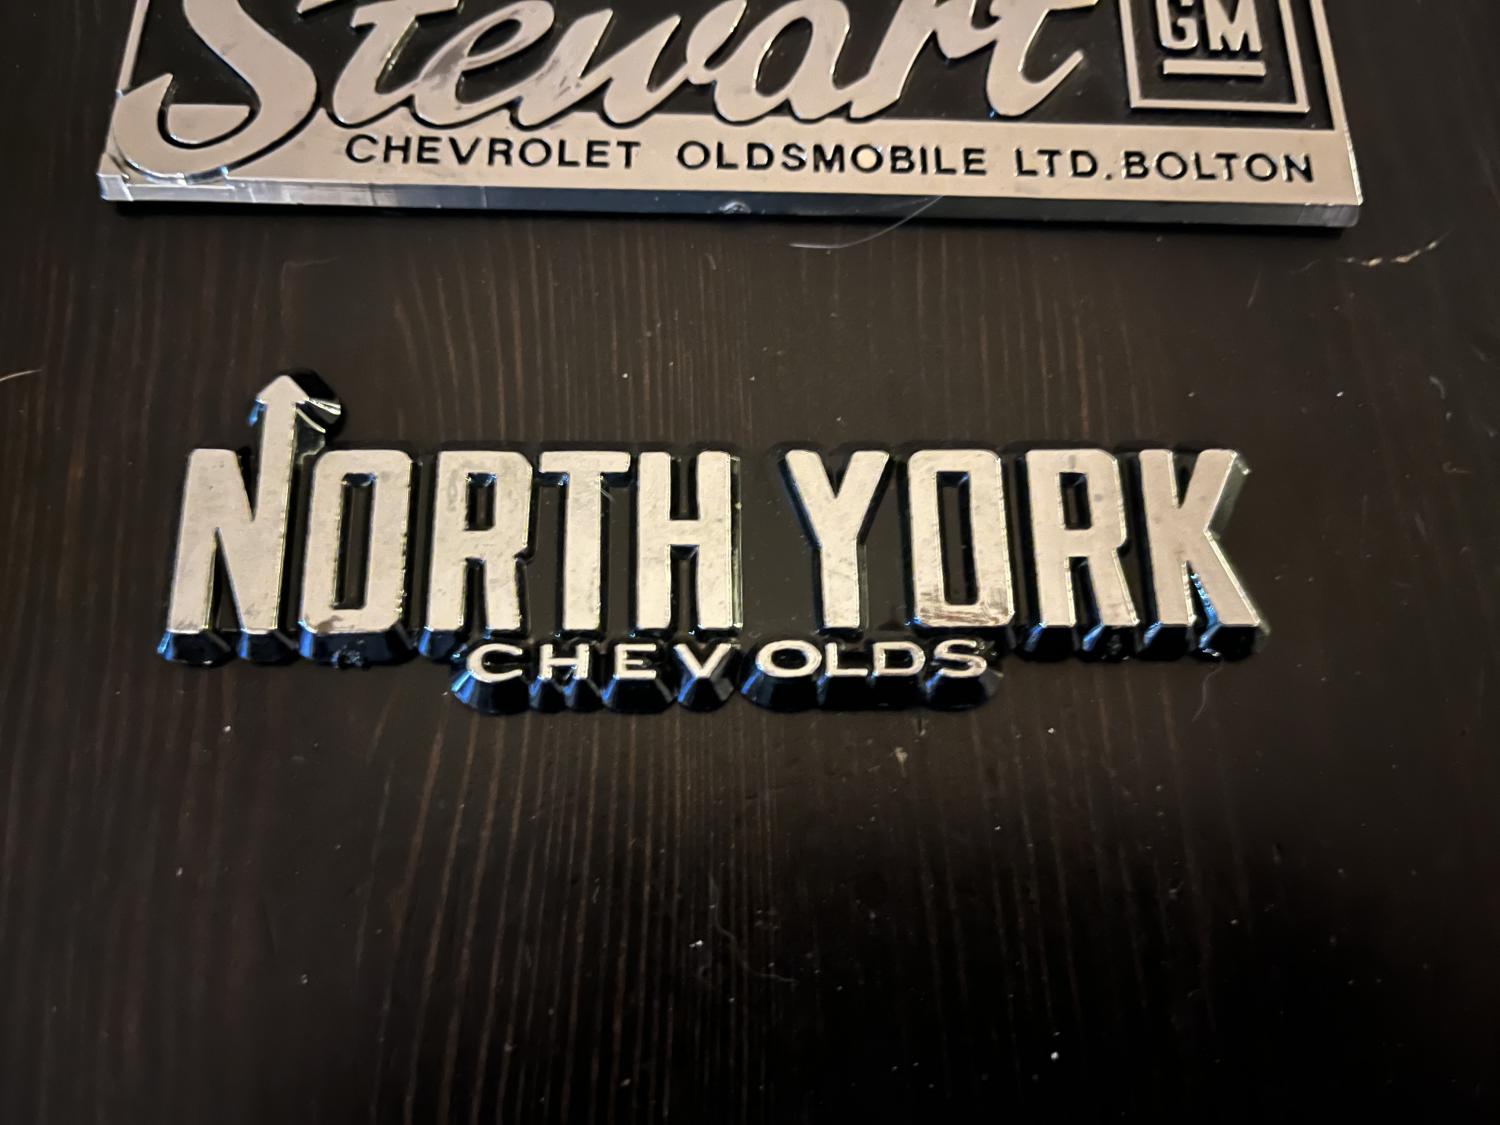 Stewart GM
CHEVROLET OLDSMOBILE LTD. BOLTON
NORTH YORK
CHEV OLDS